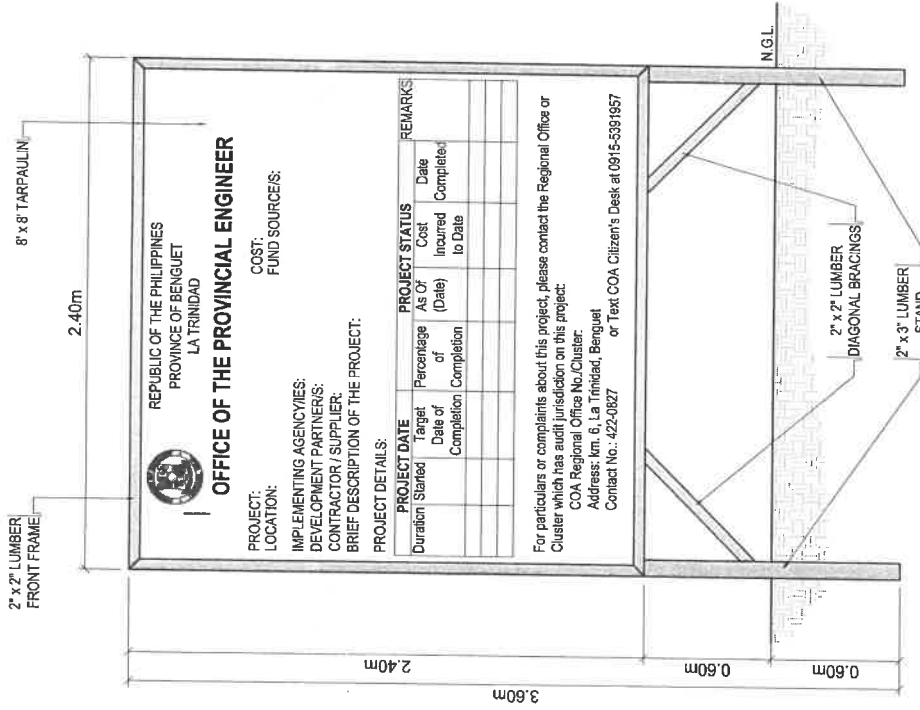 8' x 8' TARPAULIN
2.40m
2" x 2" LUMBER
FRONT FRAME
REPUBLIC OF THE PHILIPPINES
PROVINCE OF BENGUET
LA TRINIDAD
OFFICE OF THE PROVINCIAL ENGINEER
PROJECT:
LOCATION:
COST:
FUND SOURCE/S:
IMPLEMENTING AGENCY/IES:
DEVELOPMENT PARTNER/S:
CONTRACTOR / SUPPLIER:
BRIEF DESCRIPTION OF THE PROJECT:
PROJECT DETAILS:
PROJECT DATE PROJECT STATUS REMARKS
Duration Started Target Date of Completion Percentage of Completion As Of (Date) Cost Incurred to Date Date Completed
For particulars or complaints about this project, please contact the Regional Office or
Cluster which has audit jurisdiction on this project:
COA Regional Office No./Cluster:
Address: km. 6, La Trinidad, Benguet
Contact No.: 422-0827 or Text COA Citizen's Desk at 0915-5391957
2.40m
0.60m
0.60m
3.60m
N.G.L.
2" x 2" LUMBER
DIAGONAL BRACINGS
2" x 3" LUMBER
STAND